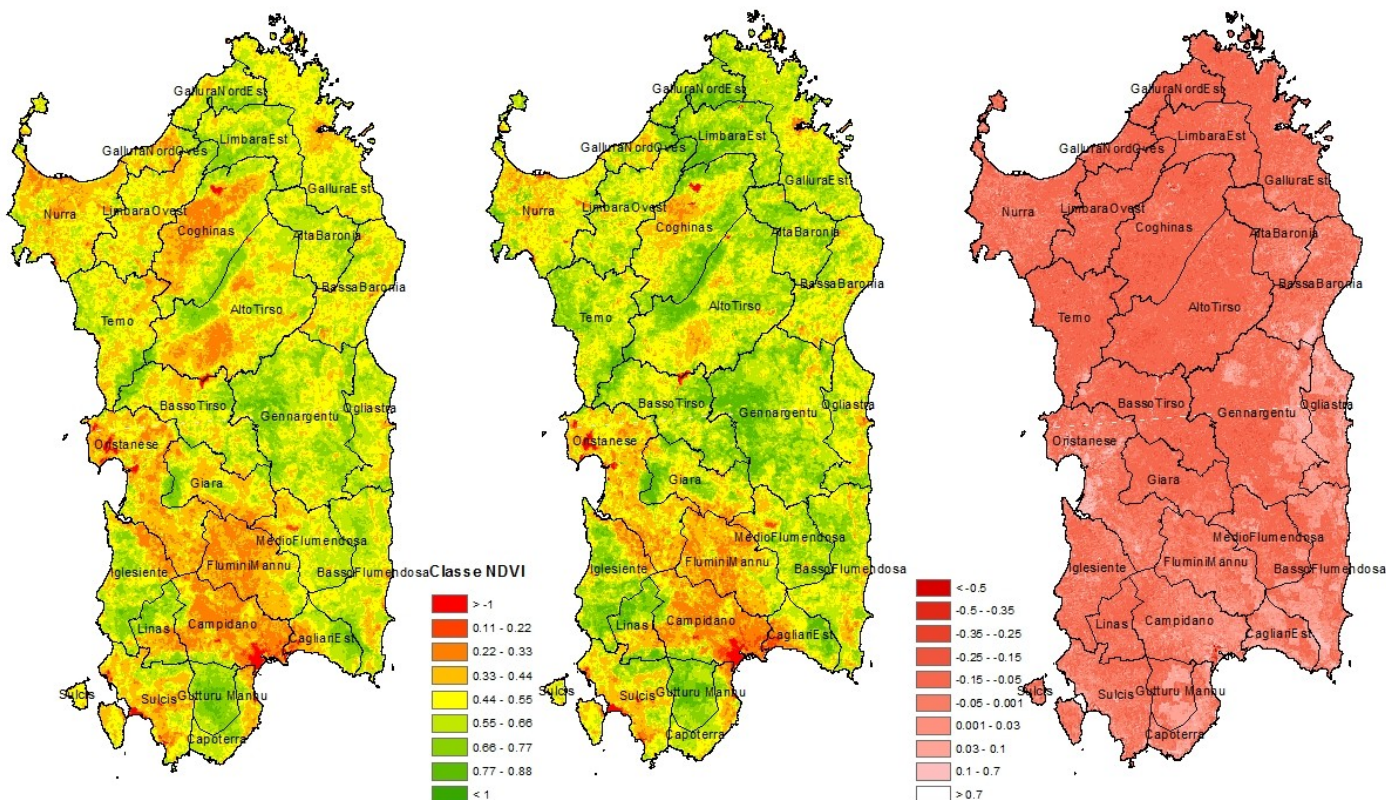 GalluraNordEst
LimbaraEst
GalluraNordOves
GalluraEst
Nurra
LimbaraOvest
Coghinas
AltaBaronia
BassaBaronia
Temo
AltoTirso
BassoTirso
Gennargentu
Ogliastra
Oristanese
Giara
MedioFlumendosa
Iglesiente
FluminiMannu
BassoFlumendosa
Linas
Campidano
CagliariEst
Sulcis
Sulcis
Gutturu Mannu
Capoterra
Classe NDVI
> -1
0.11 - 0.22
0.22 - 0.33
0.33 - 0.44
0.44 - 0.55
0.55 - 0.66
0.66 - 0.77
0.77 - 0.88
< 1
GalluraNordEst
LimbaraEst
GalluraNordOves
GalluraEst
Nurra
LimbaraOvest
Coghinas
AltaBaronia
BassaBaronia
Temo
AltoTirso
BassoTirso
Gennargentu
Ogliastra
Oristanese
Giara
MedioFlumendosa
Iglesiente
FluminiMannu
BassoFlumendosa
Linas
Campidano
CagliariEst
Sulcis
Sulcis
Gutturu Mannu
Capoterra
< -0.5
-0.5 - -0.35
-0.35 - -0.25
-0.25 - -0.15
-0.15 - -0.05
-0.05 - 0.001
0.001 - 0.03
0.03 - 0.1
0.1 - 0.7
> 0.7
GalluraNordEst
LimbaraEst
GalluraNordOves
GalluraEst
Nurra
LimbaraOvest
Coghinas
AltaBaronia
BassaBaronia
Temo
AltoTirso
BassoTirso
Gennargentu
Ogliastra
Oristanese
Giara
MedioFlumendosa
Iglesiente
FluminiMannu
BassoFlumendosa
Linas
Campidano
CagliariEst
Sulcis
Sulcis
Gutturu Mannu
Capoterra